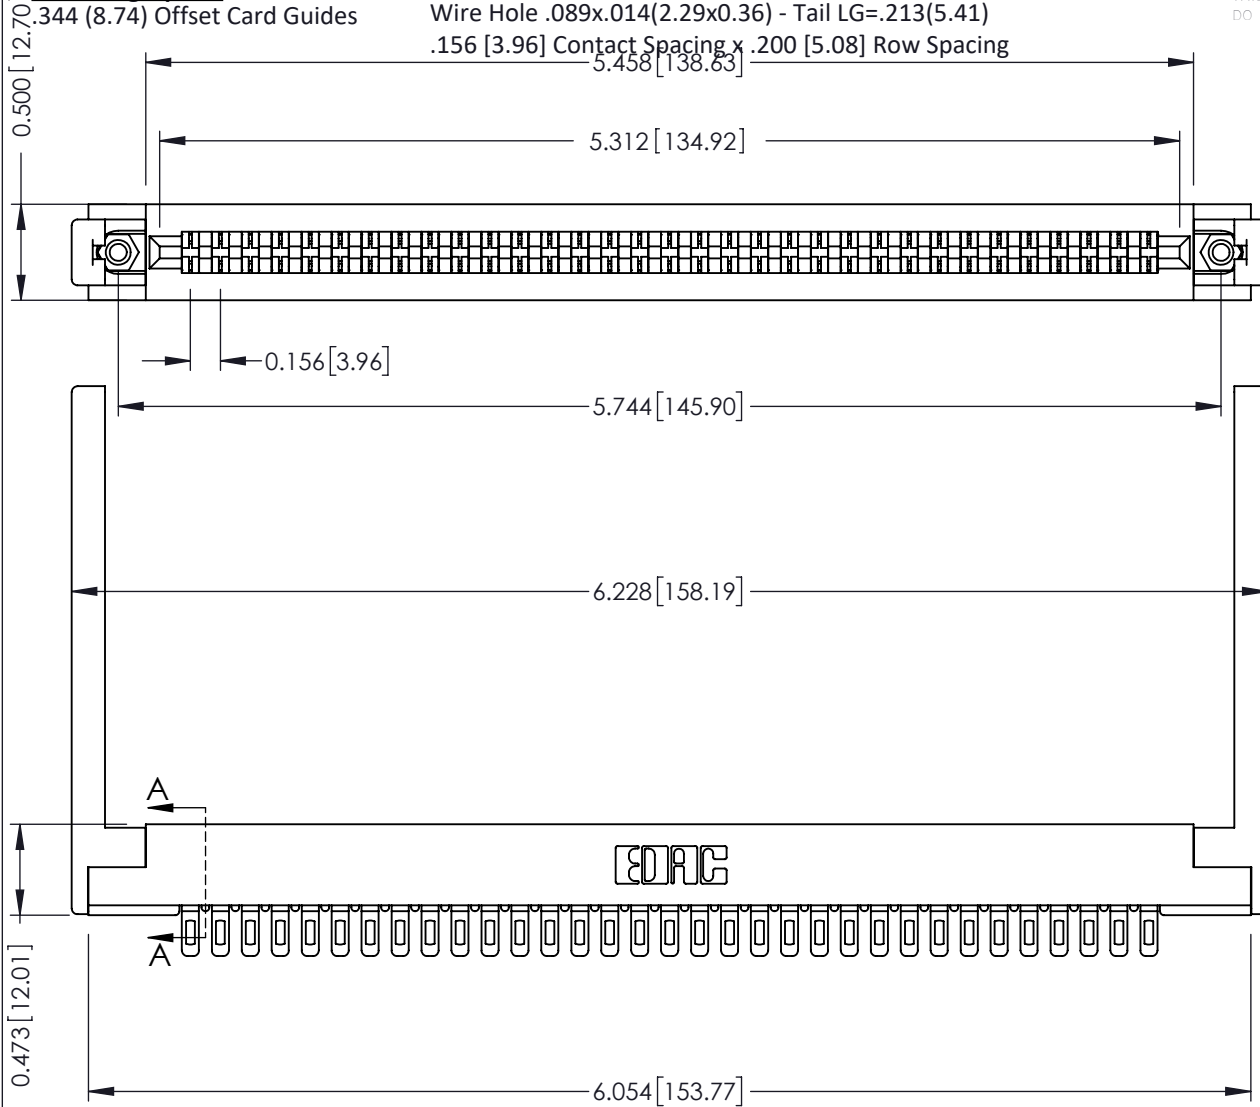 .344 (8.74) Offset Card Guides
Wire Hole .089x.014(2.29x0.36) - Tail LG=.213(5.41)
.156 [3.96] Contact Spacing x .200 [5.08] Row Spacing
DO
0.500 [12.70
5.458 [138.63]
5.312 [134.92]
0.156 [3.96]
5.744 [145.90]
6.228 [158.19]
A
EDAC
A
0.473 [12.01]
6.054 [153.77]